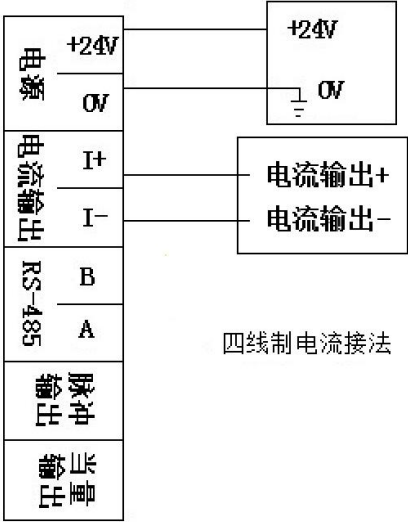 电源
+24V
0V
电流输出
I+
I-
RS-485
B
A
脉冲
输出
当量
输出
+24V
0V
电流输出+
电流输出-
四线制电流接法